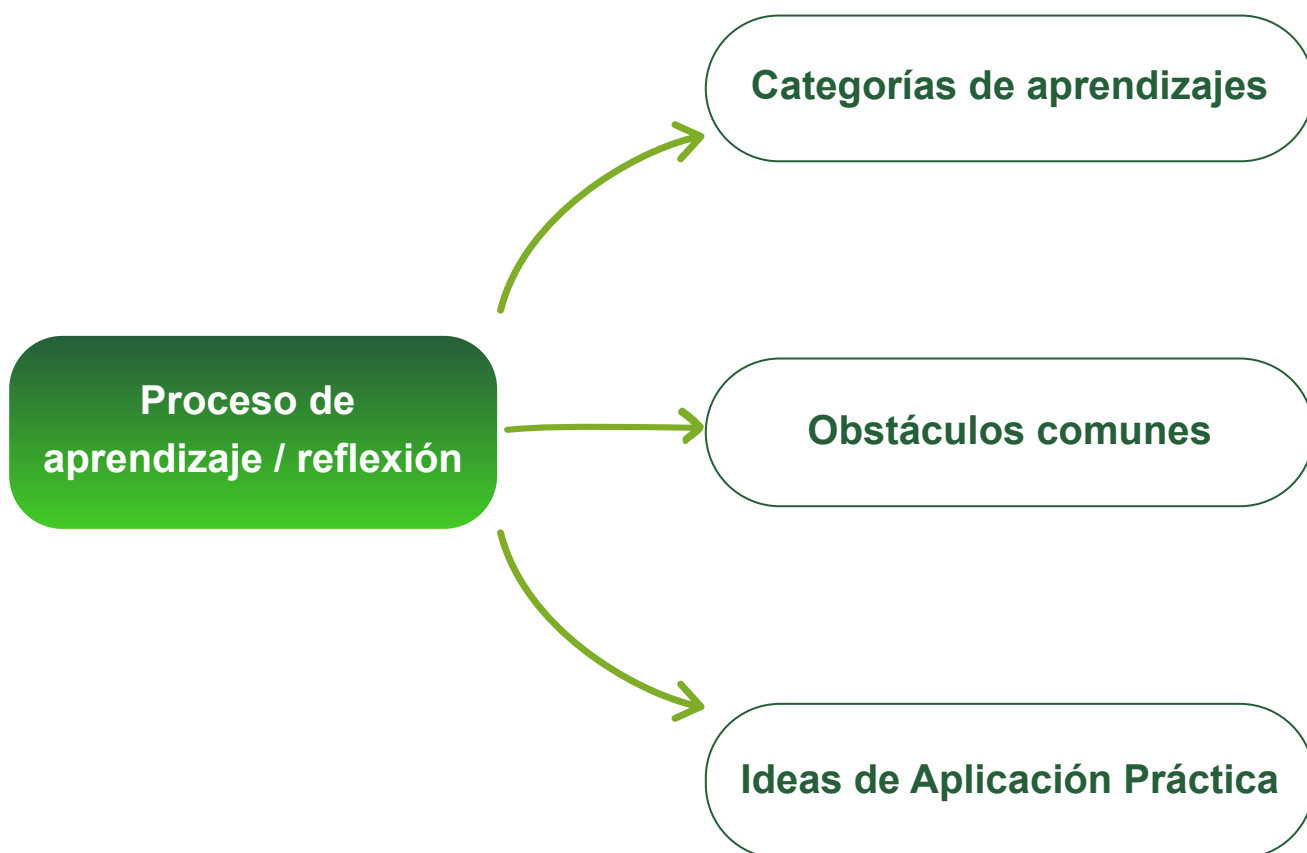 Categorías de aprendizajes
Proceso de
aprendizaje / reflexión
Obstáculos comunes
Ideas de Aplicación Práctica